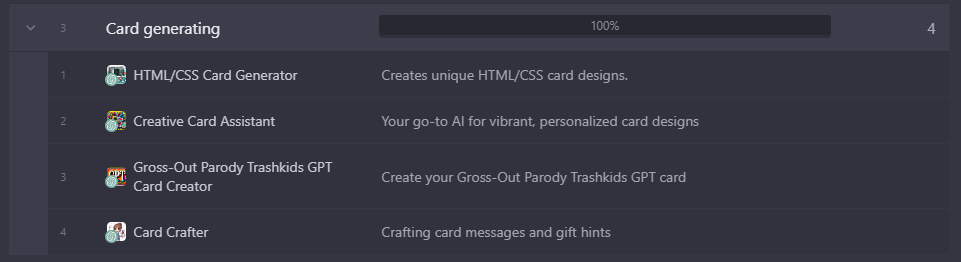 3 Card generating 100% 4
1 HTML/CSS Card Generator Creates unique HTML/CSS card designs.
2 Creative Card Assistant Your go-to AI for vibrant, personalized card designs
3 Gross-Out Parody Trashkids GPT Card Creator Create your Gross-Out Parody Trashkids GPT card
4 Card Crafter Crafting card messages and gift hints